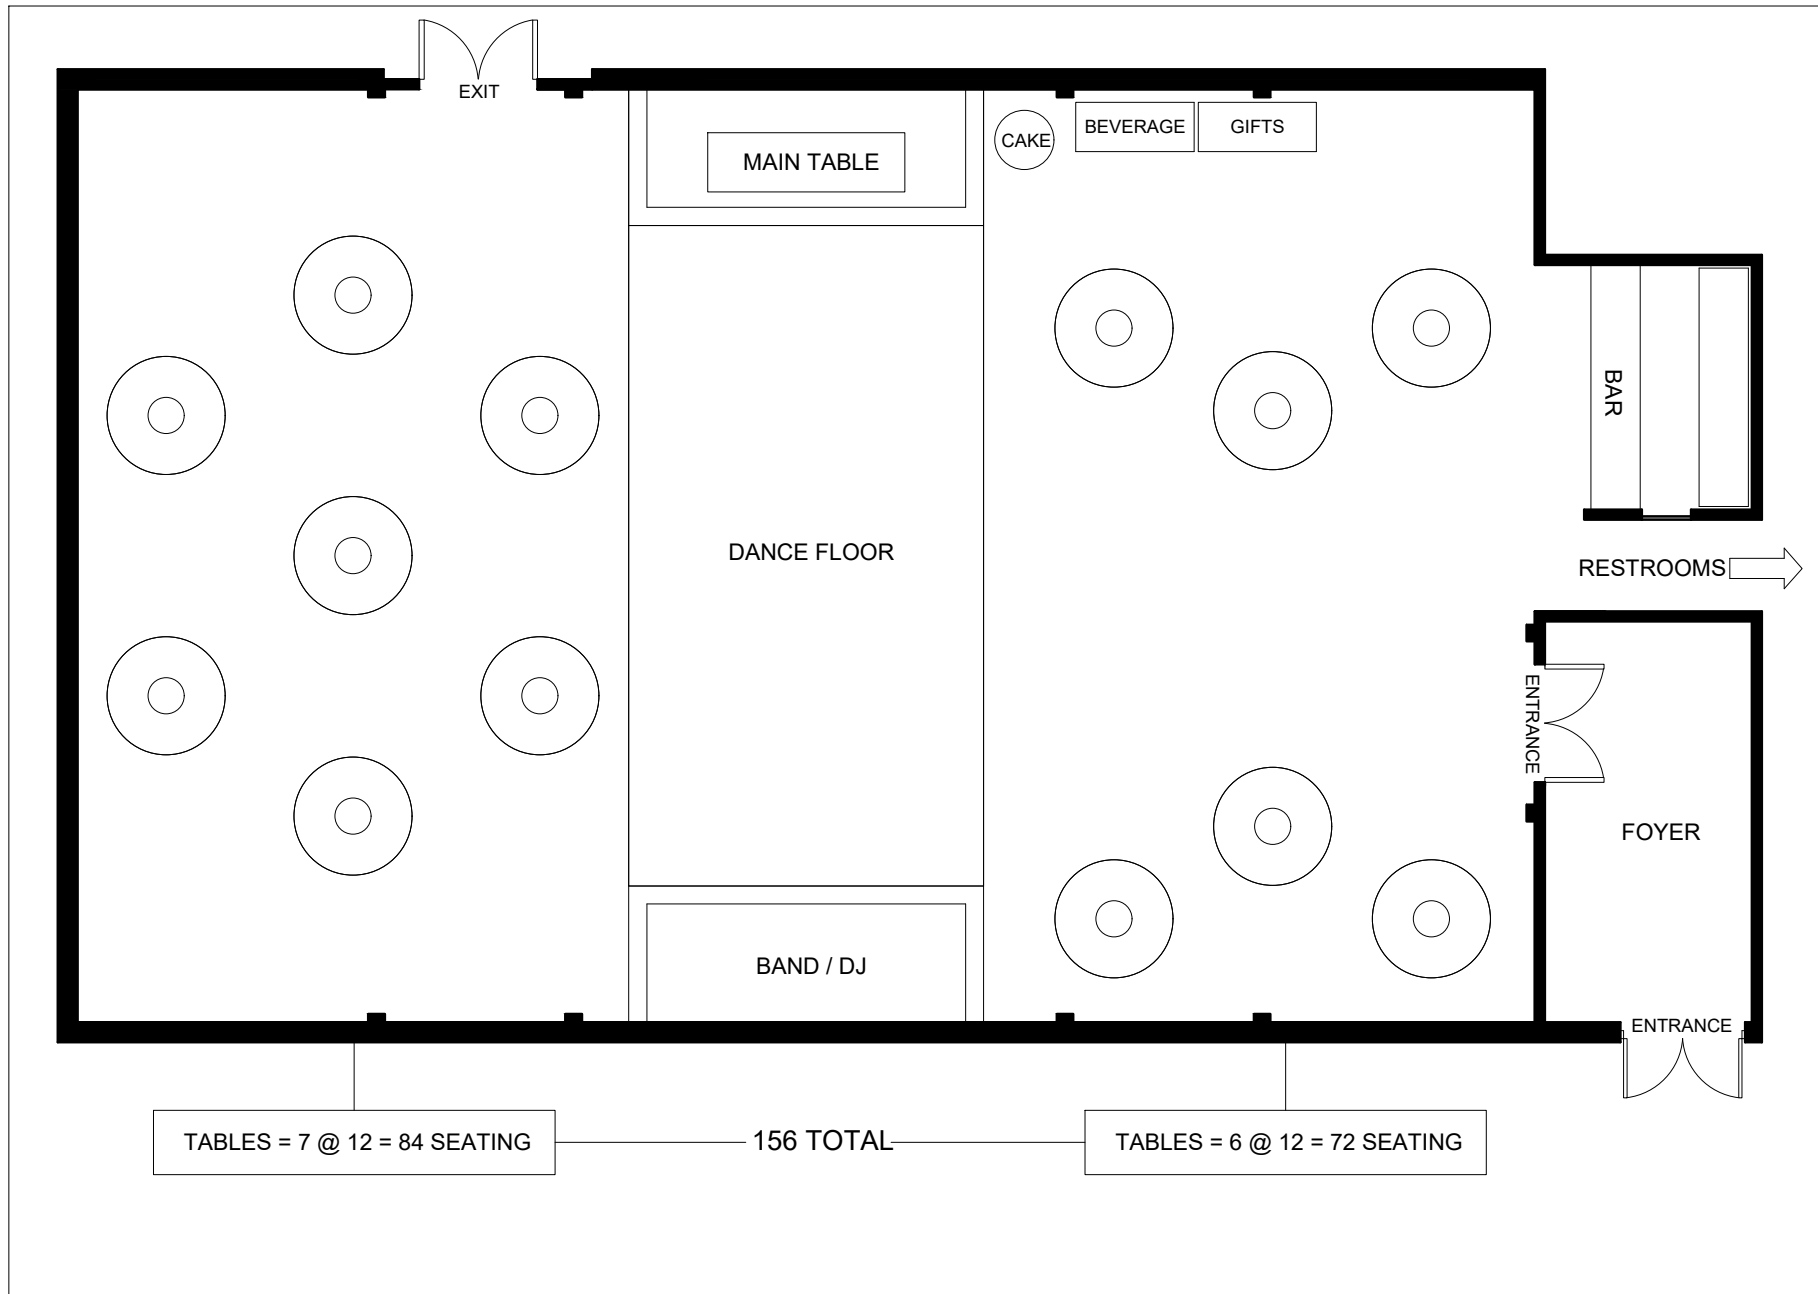 EXIT
MAIN TABLE
CAKE
BEVERAGE
GIFTS
BAR
DANCE FLOOR
RESTROOMS
ENTRANCE
FOYER
BAND / DJ
ENTRANCE
TABLES = 7 @ 12 = 84 SEATING
156 TOTAL
TABLES = 6 @ 12 = 72 SEATING